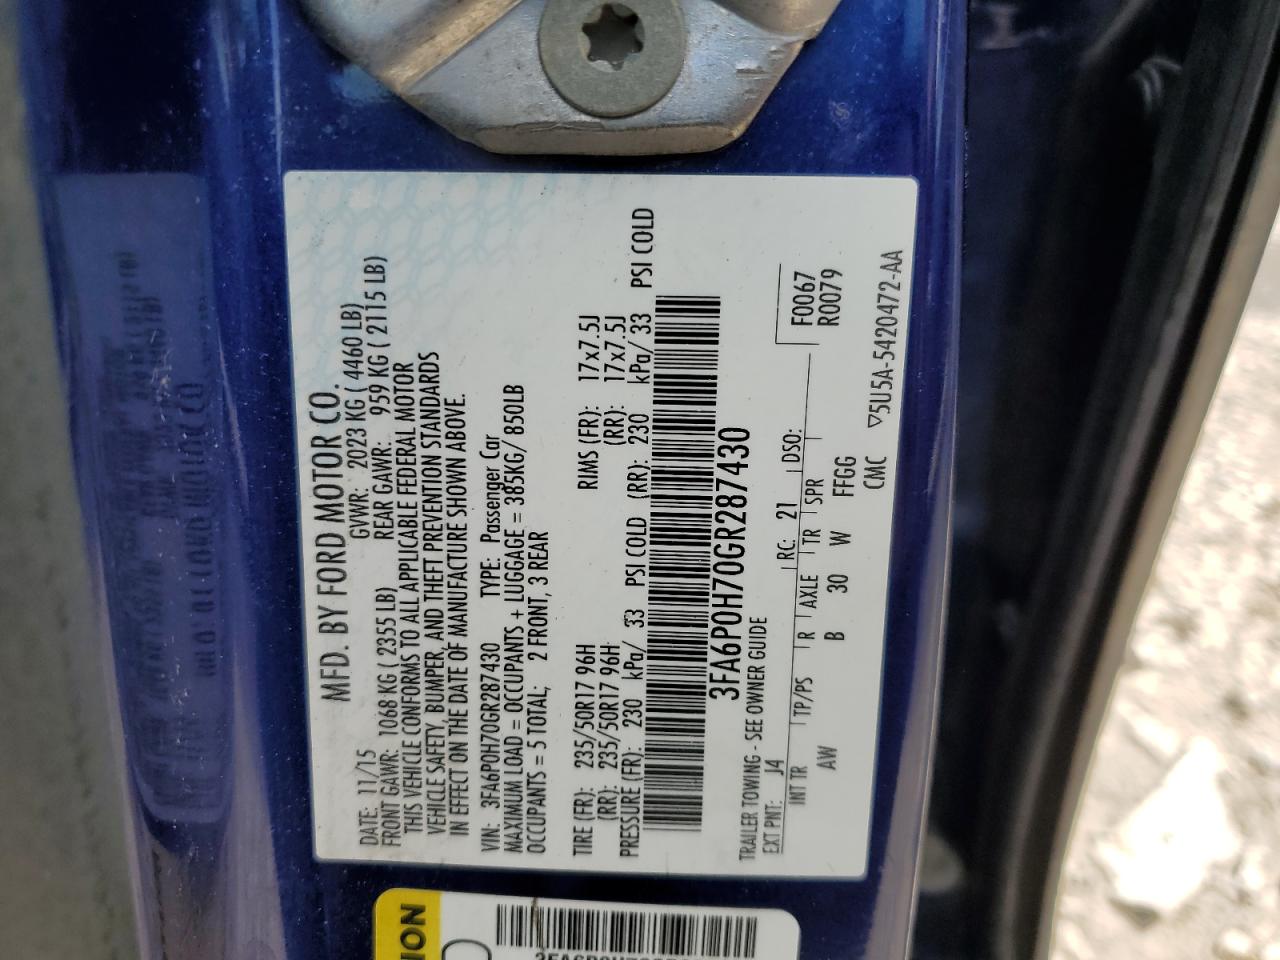 MFD. BY FORD MOTOR CO.
DATE: 11/15 GVWR: 2023 KG ( 4460 LB)
FRONT GAWR: 1068 KG ( 2355 LB) REAR GAWR: 959 KG ( 2115 LB)
THIS VEHICLE CONFORMS TO ALL APPLICABLE FEDERAL MOTOR
VEHICLE SAFETY, BUMPER, AND THEFT PREVENTION STANDARDS
IN EFFECT ON THE DATE OF MANUFACTURE SHOWN ABOVE.
VIN: 3FA6P0H70GR287430 TYPE: Passenger Car
MAXIMUM LOAD = OCCUPANTS + LUGGAGE = 385KG/ 850LB
OCCUPANTS = 5 TOTAL; 2 FRONT, 3 REAR
TIRE (FR): 235/50R17 96H RIMS (FR): 17x7.5J
(RR): 235/50R17 96H (RR): 17x7.5J
PRESSURE (FR): 230 kPa/ 33 PSI COLD (RR): 230 kPa/ 33 PSI COLD
3FA6P0H70GR287430
TRAILER TOWING - SEE OWNER GUIDE
F0067
EXT PNT: J4 RC: 21 DSO: R0079
INT TR TP/PS R AXLE TR SPR
AW B 30 W FFGG
CMC ▽5U5A-5420472-AA
ION